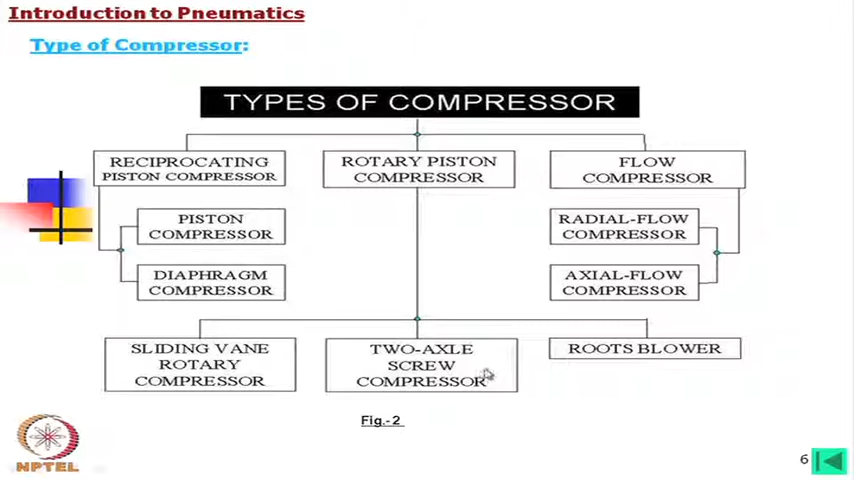 Introduction to Pneumatics
Type of Compressor:
TYPES OF COMPRESSOR
RECIPROCATING
PISTON COMPRESSOR
ROTARY PISTON
COMPRESSOR
FLOW
COMPRESSOR
PISTON
COMPRESSOR
RADIAL-FLOW
COMPRESSOR
DIAPHRAGM
COMPRESSOR
AXIAL-FLOW
COMPRESSOR
SLIDING VANE
ROTARY
COMPRESSOR
TWO-AXLE
SCREW
COMPRESSOR
ROOTS BLOWER
Fig.-2
NPTEL
6